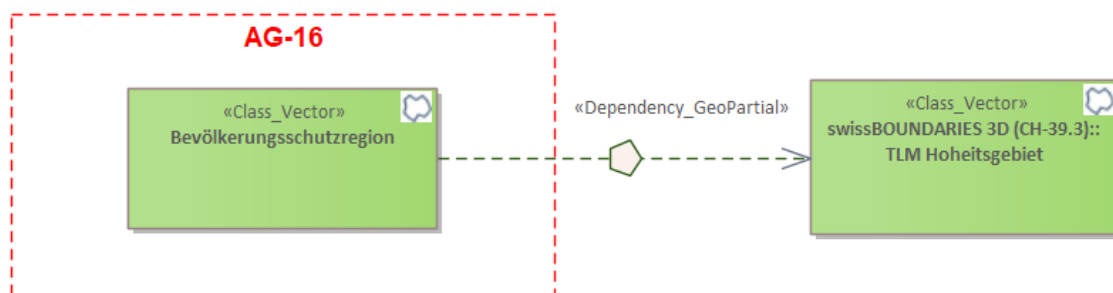 AG-16
«Class_Vector»
Bevölkerungsschutzregion
«Dependency_GeoPartial»
«Class_Vector»
swissBOUNDARIES 3D (CH-39.3)::
TLM Hoheitsgebiet